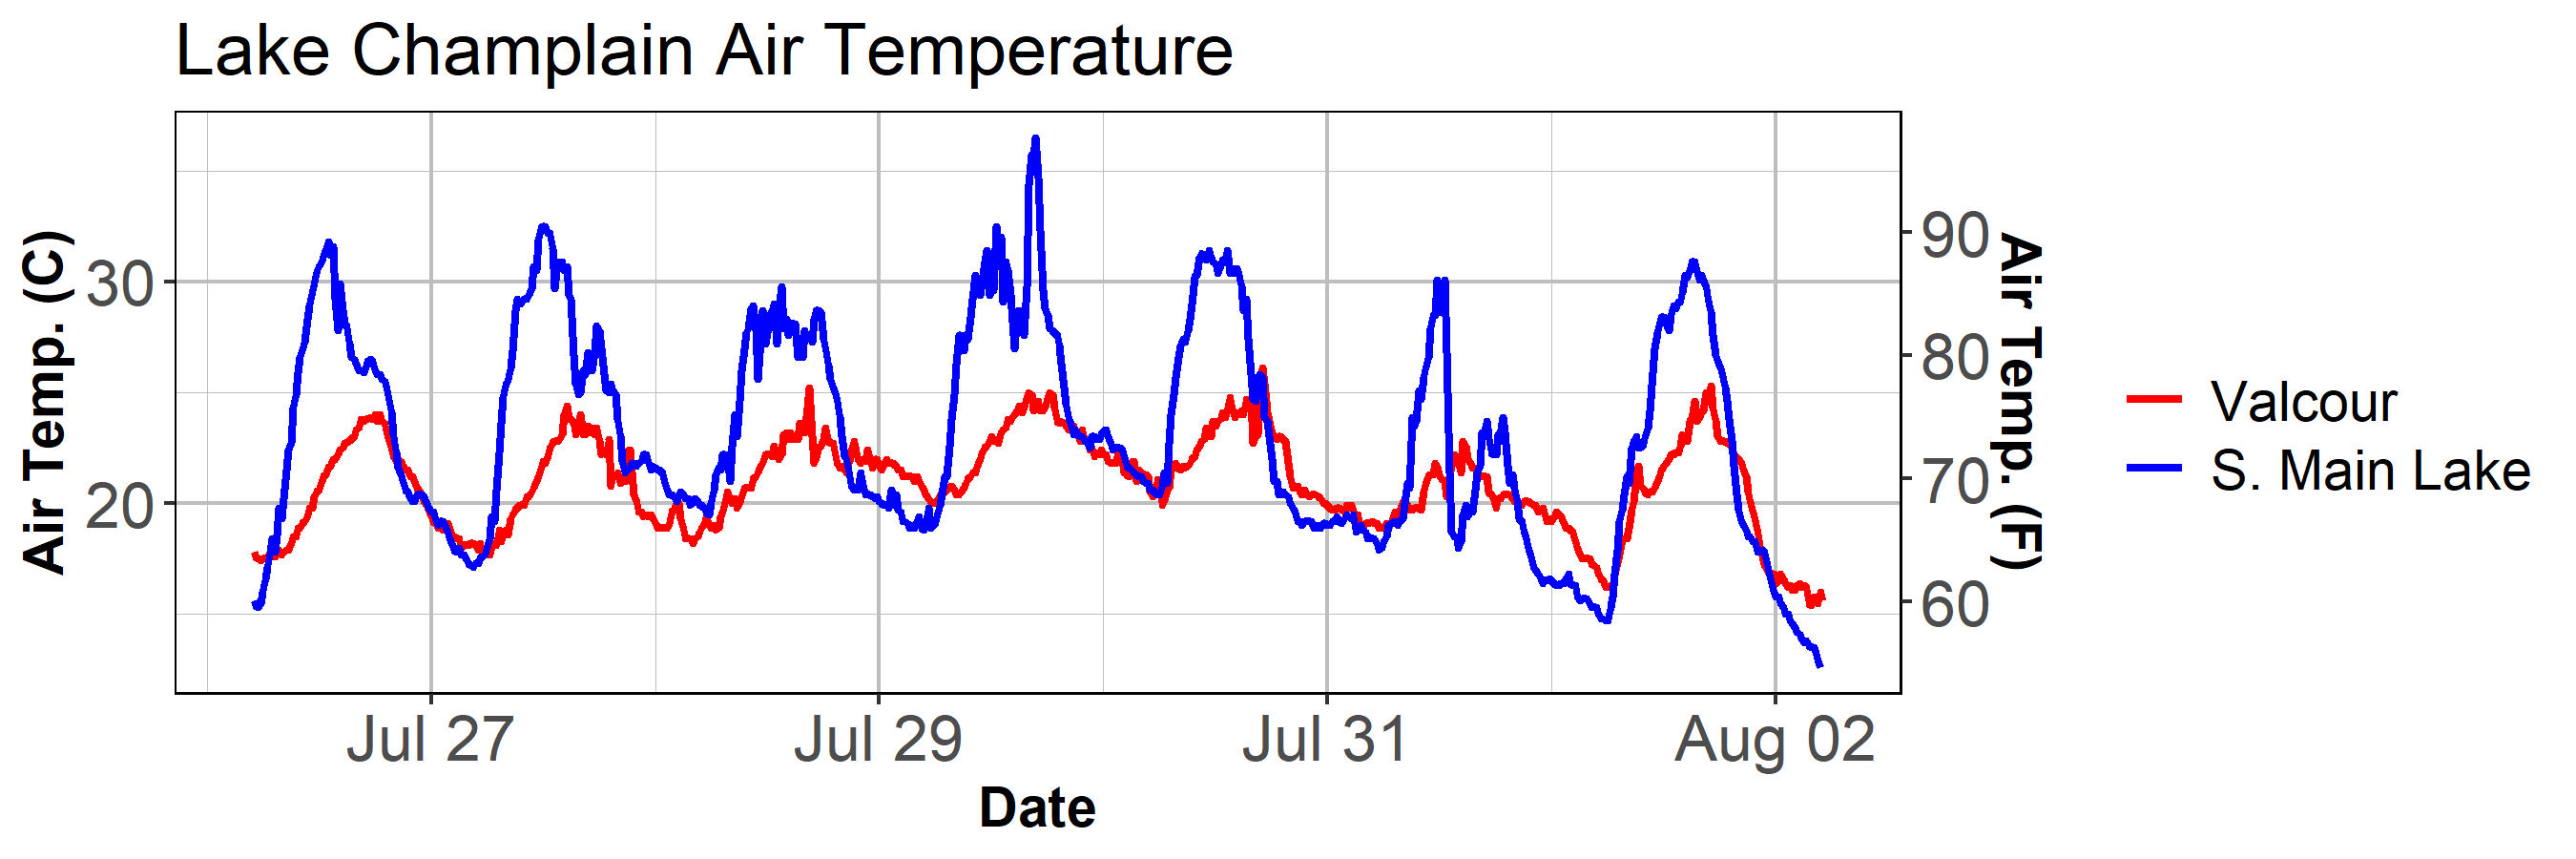 Lake Champlain Air Temperature
Air Temp. (C)
30
20
90
80
70
60
Air Temp. (F)
Jul 27
Jul 29
Jul 31
Aug 02
Date
Valcour
S. Main Lake